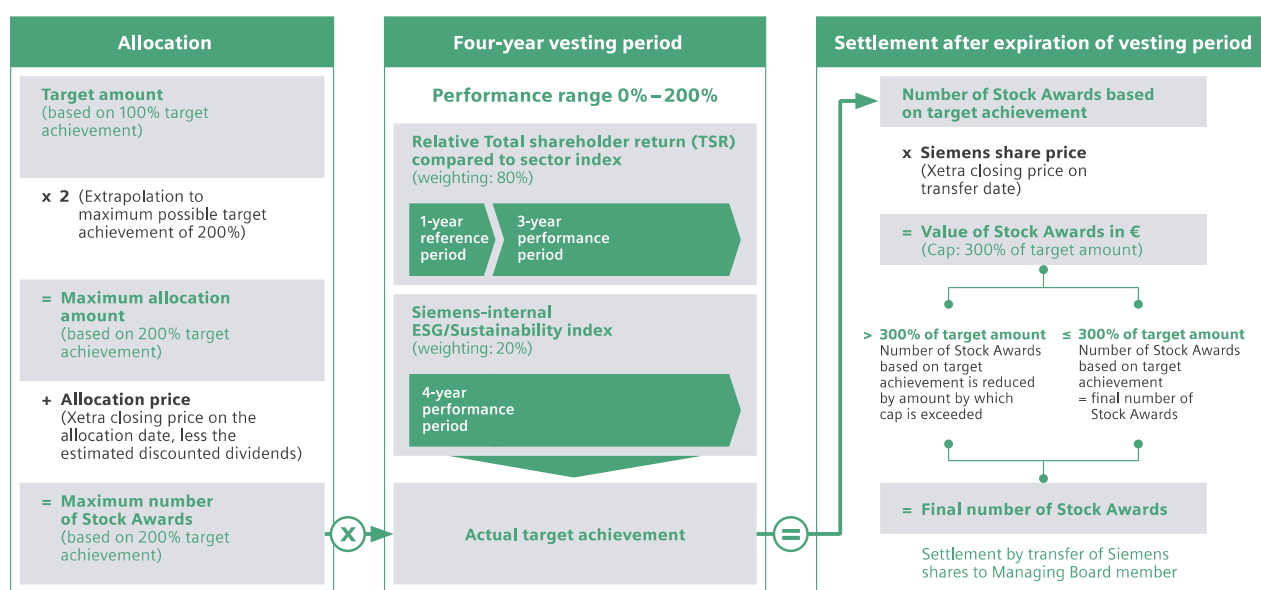 Allocation
Target amount
(based on 100% target
achievement)
x 2 (Extrapolation to
maximum possible target
achievement of 200%)
= Maximum allocation
amount
(based on 200% target
achievement)
+ Allocation price
(Xetra closing price on the
allocation date, less the
estimated discounted dividends)
= Maximum number
of Stock Awards
(based on 200% target
achievement)
x
Four-year vesting period
Performance range 0%–200%
Relative Total shareholder return (TSR)
compared to sector index
(weighting: 80%)
1-year
reference
period
3-year
performance
period
Siemens-internal
ESG/Sustainability index
(weighting: 20%)
4-year
performance
period
Actual target achievement
=
Settlement after expiration of vesting period
Number of Stock Awards based
on target achievement
x Siemens share price
(Xetra closing price on
transfer date)
= Value of Stock Awards in €
(Cap: 300% of target amount)
> 300% of target amount
Number of Stock Awards
based on target
achievement is reduced
by amount by which
cap is exceeded
≤ 300% of target amount
Number of Stock Awards
based on target
achievement
= final number of
Stock Awards
= Final number of Stock Awards
Settlement by transfer of Siemens
shares to Managing Board member